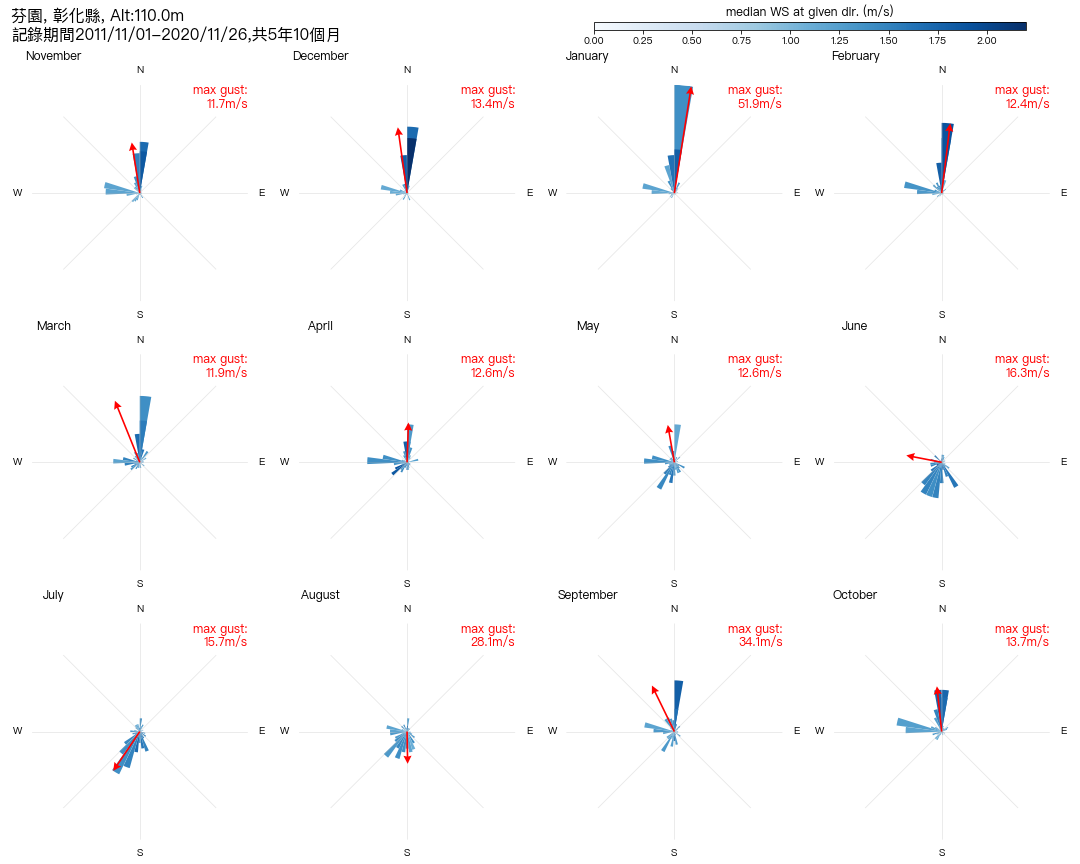 芬園, 彰化縣, Alt:110.0m
記錄期間2011/11/01−2020/11/26,共5年10個月
median WS at given dir. (m/s)
0.00 0.25 0.50 0.75 1.00 1.25 1.50 1.75 2.00
November
N
W
E
S
max gust:
11.7m/s
December
N
W
E
S
max gust:
13.4m/s
January
N
W
E
S
max gust:
51.9m/s
February
N
W
E
S
max gust:
12.4m/s
March
N
W
E
S
max gust:
11.9m/s
April
N
W
E
S
max gust:
12.6m/s
May
N
W
E
S
max gust:
12.6m/s
June
N
W
E
S
max gust:
16.3m/s
July
N
W
E
S
max gust:
15.7m/s
August
N
W
E
S
max gust:
28.1m/s
September
N
W
E
S
max gust:
34.1m/s
October
N
W
E
S
max gust:
13.7m/s